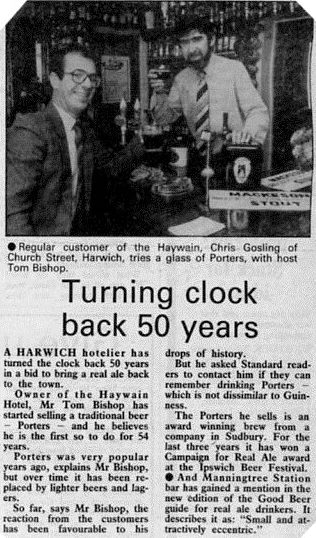 MACKESON
STOUT
● Regular customer of the Haywain, Chris Gosling of
Church Street, Harwich, tries a glass of Porters, with host
Tom Bishop.
Turning clock
back 50 years
A HARWICH hotelier has
turned the clock back 50 years
in a bid to bring a real ale back
to the town.
Owner of the Haywain
Hotel, Mr Tom Bishop has
started selling a traditional beer
— Porters — and he believes
he is the first so to do for 54
years.
Porters was very popular
years ago, explains Mr Bishop,
but over time it has been re-
placed by lighter beers and lag-
ers.
So far, says Mr Bishop, the
reaction from the customers
has been favourable to his
drops of history.
But he asked Standard read-
ers to contact him if they can
remember drinking Porters —
which is not dissimilar to Guin-
ness.
The Porters he sells is an
award winning brew from a
company in Sudbury. For the
last three years it has won a
Campaign for Real Ale award
at the Ipswich Beer Festival.
● And Manningtree Station
bar has gained a mention in the
new edition of the Good Beer
guide for real ale drinkers. It
describes it as: "Small and at-
tractively eccentric."